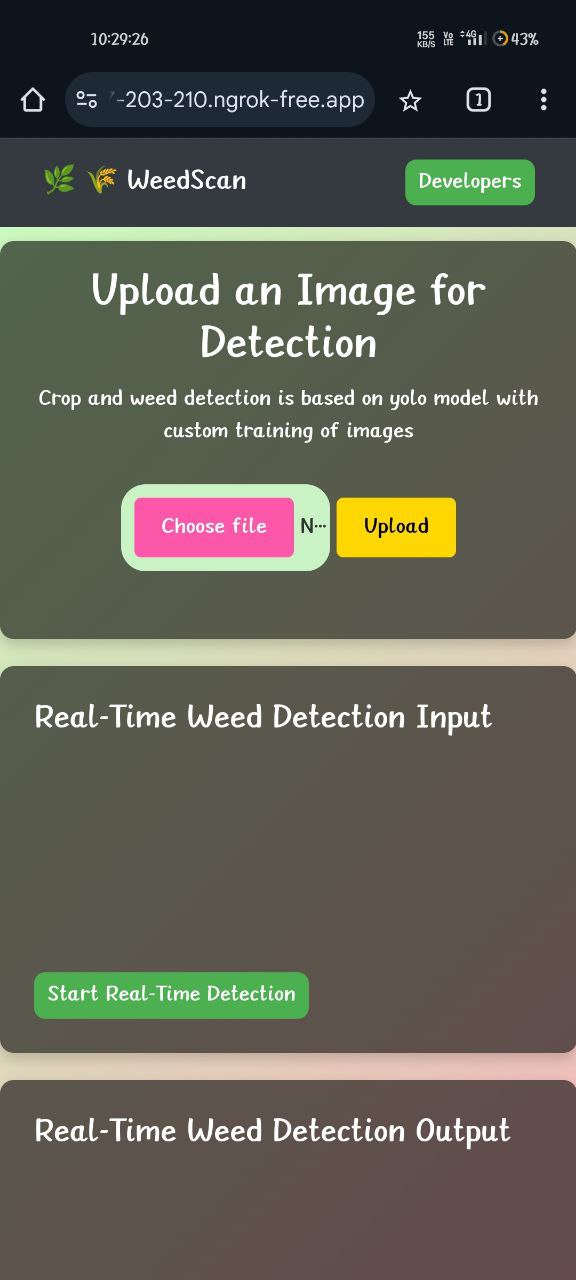 10:29:26
155 KB/S Vo LTE 4G 43%
-203-210.ngrok-free.app
1
WeedScan
Developers
Upload an Image for
Detection
Crop and weed detection is based on yolo model with
custom training of images
Choose file N... Upload
Real-Time Weed Detection Input
Start Real-Time Detection
Real-Time Weed Detection Output